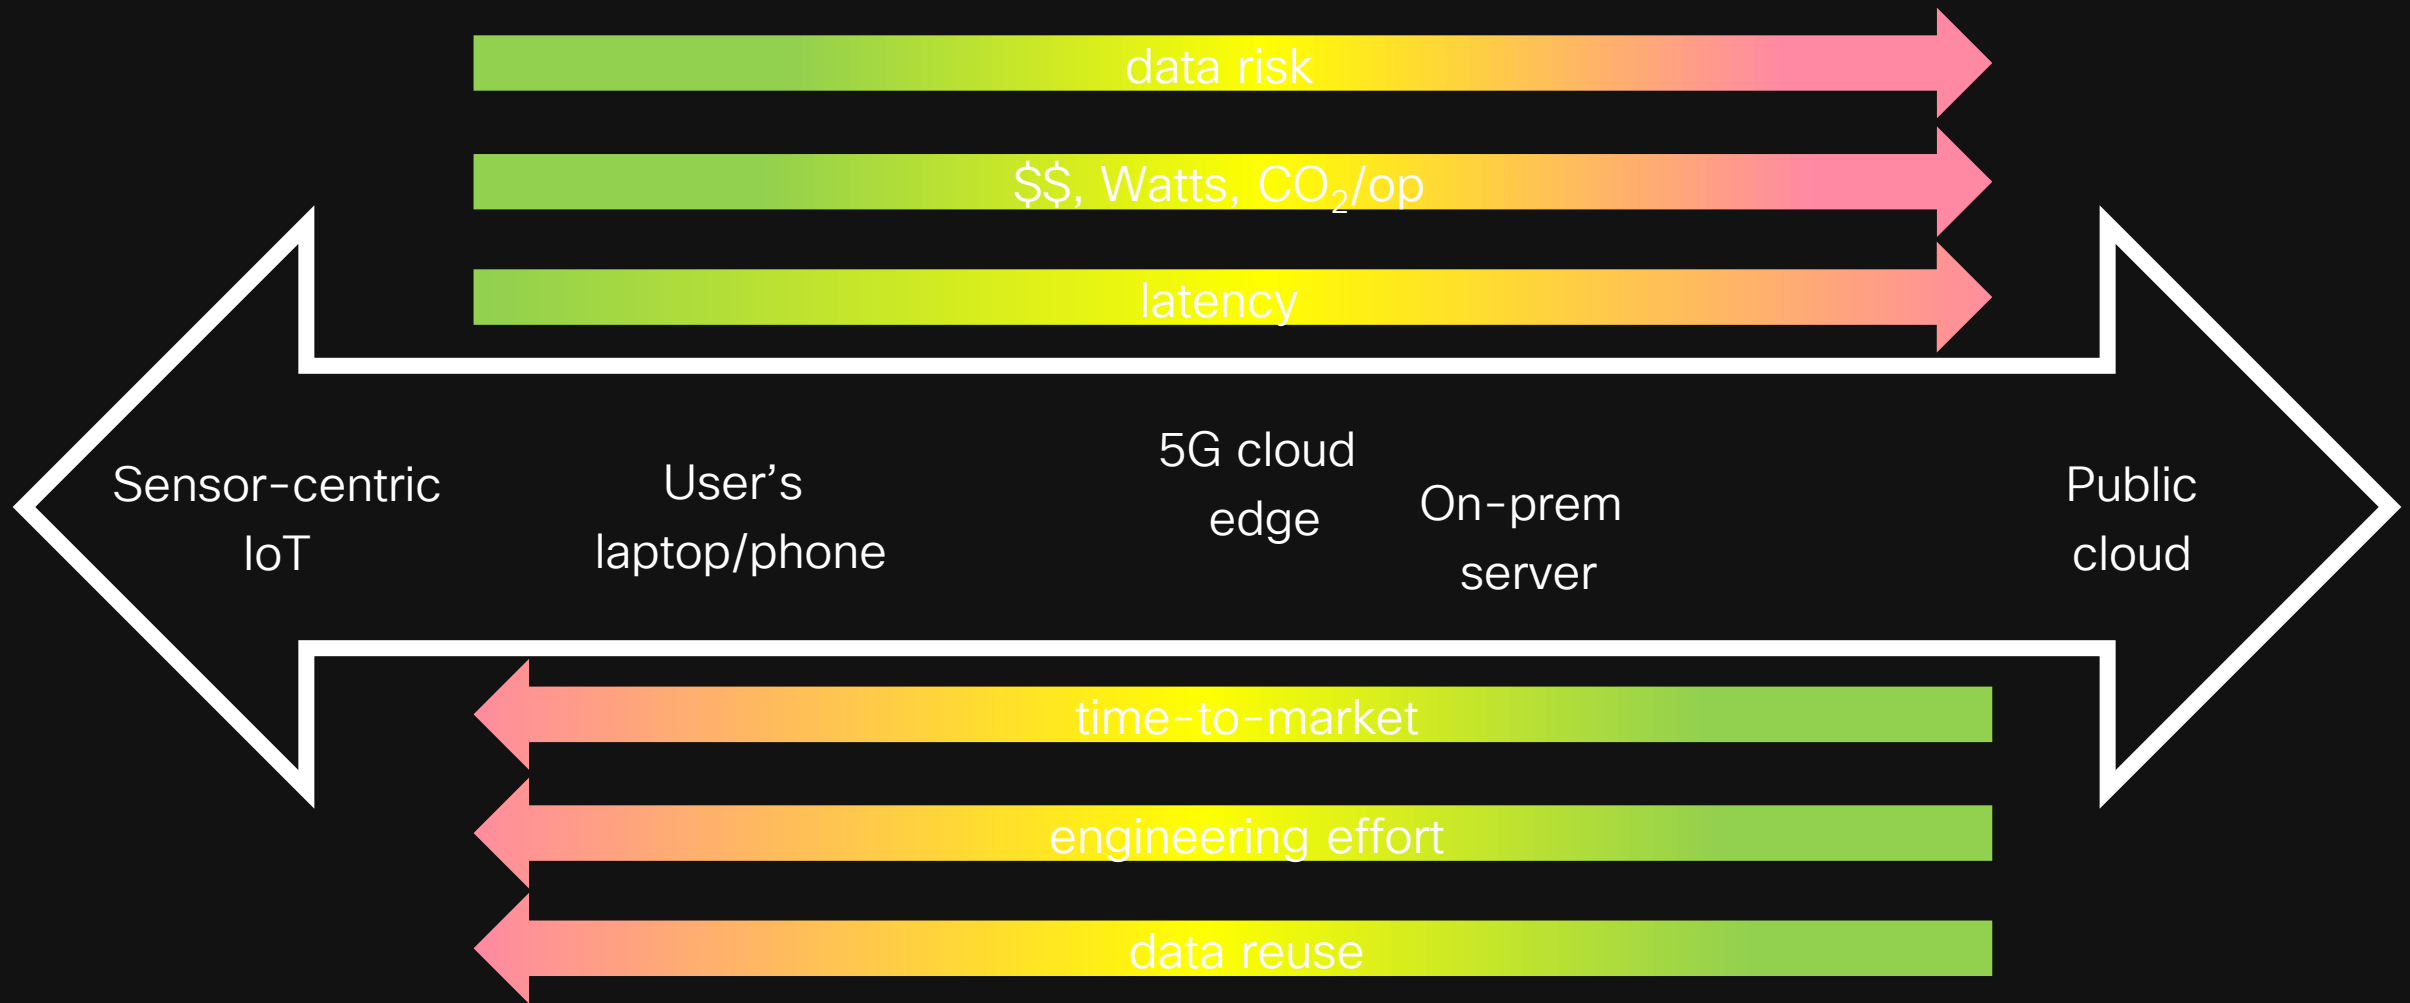 data risk
$$, Watts, CO₂/op
latency
Sensor-centric
IoT
User’s
laptop/phone
5G cloud
edge
On-prem
server
Public
cloud
time-to-market
engineering effort
data reuse